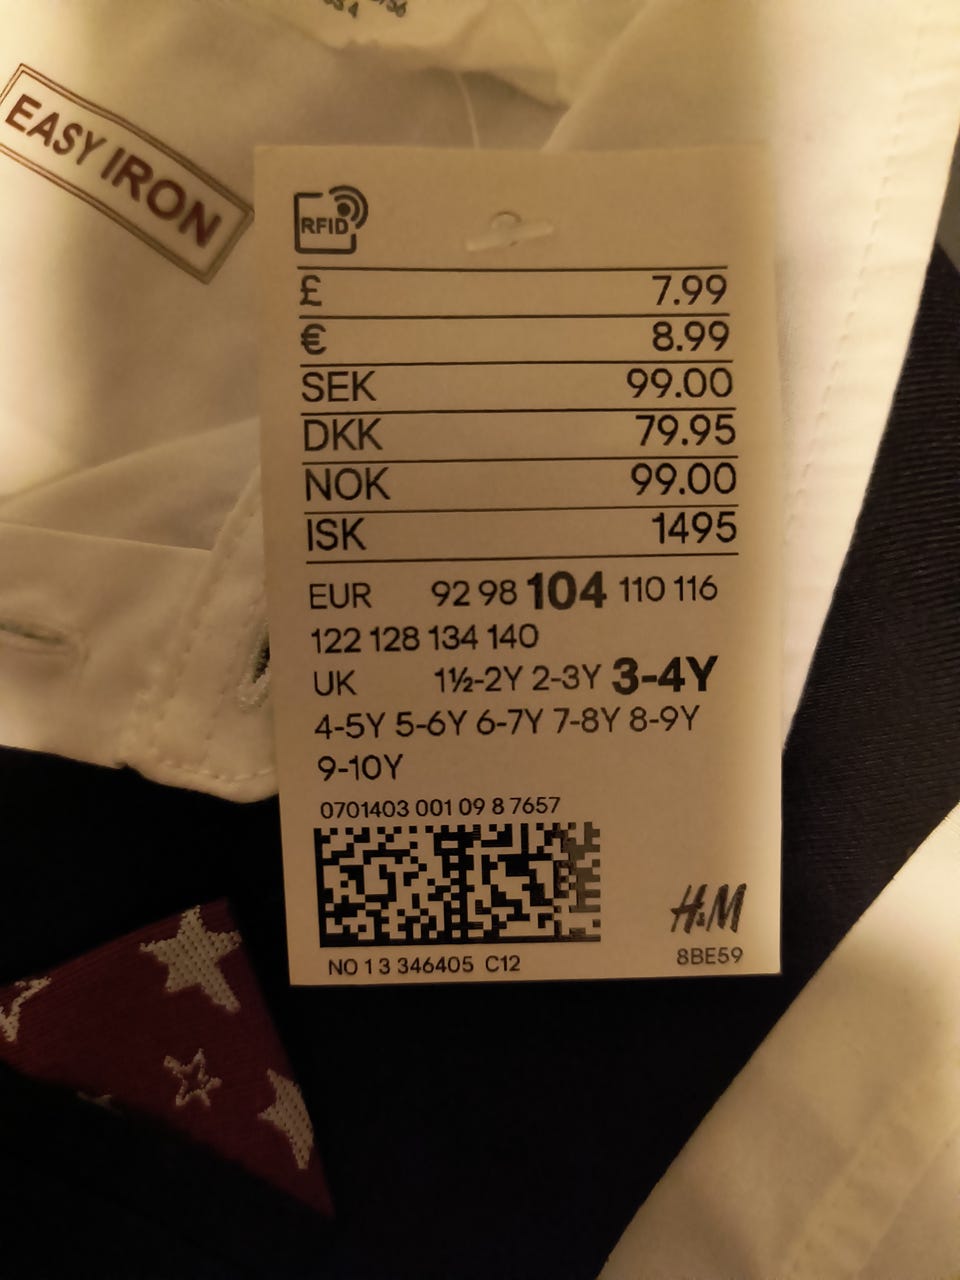 EASY IRON
RFID
£ 7.99
€ 8.99
SEK 99.00
DKK 79.95
NOK 99.00
ISK 1495
EUR 92 98 104 110 116
122 128 134 140
UK 1½-2Y 2-3Y 3-4Y
4-5Y 5-6Y 6-7Y 7-8Y 8-9Y
9-10Y
0701403 001 09 8 7657
NO 1 3 346405 C12
H&M
8BE59